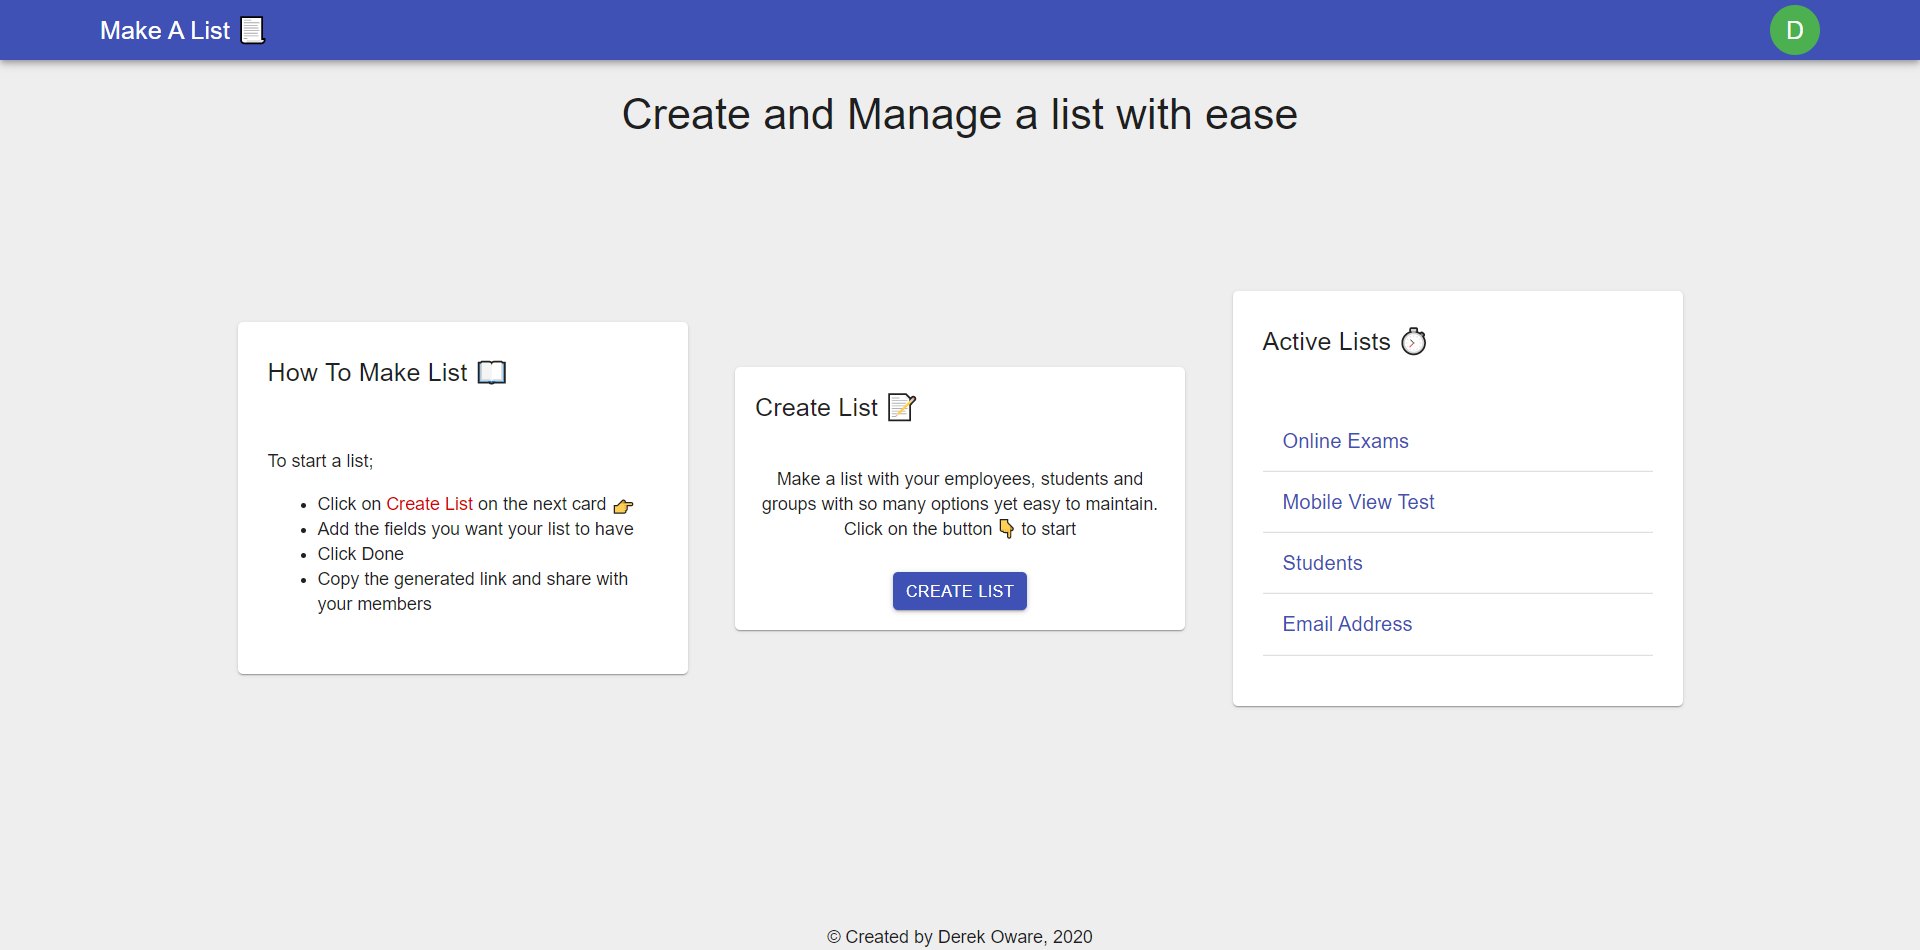 Make A List
D
Create and Manage a list with ease
How To Make List
To start a list;
Click on Create List on the next card 👉
Add the fields you want your list to have
Click Done
Copy the generated link and share with
your members
Create List
Make a list with your employees, students and
groups with so many options yet easy to maintain.
Click on the button 👇 to start
CREATE LIST
Active Lists
Online Exams
Mobile View Test
Students
Email Address
© Created by Derek Oware, 2020